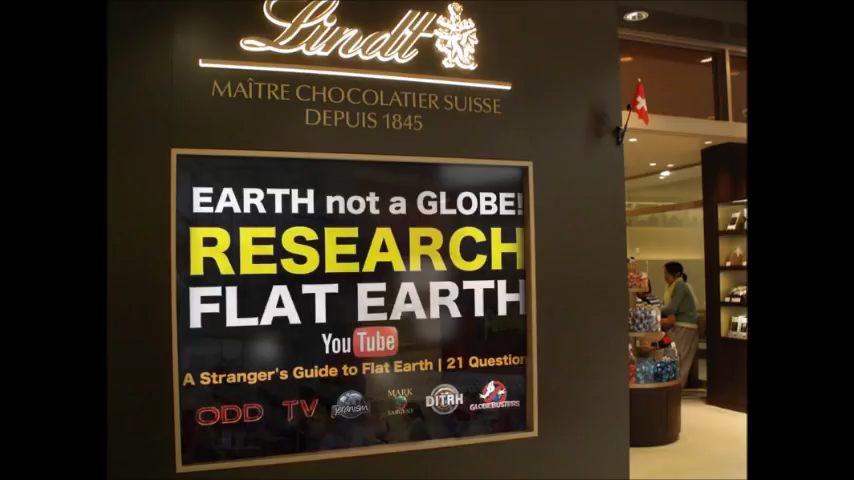 Lindt
MAÎTRE CHOCOLATIER SUISSE
DEPUIS 1845
EARTH not a GLOBE!
RESEARCH
FLAT EARTH
YouTube
A Stranger's Guide to Flat Earth | 21 Question
ODD TV
jeranism
MARK
SARGENT
DITRH
GLOBEBUSTERS